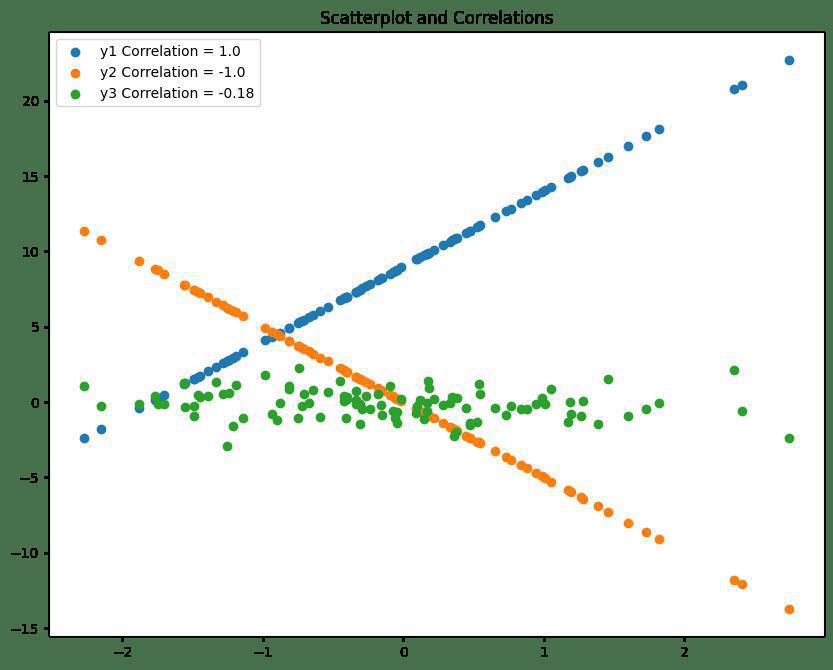 Scatterplot and Correlations
y1 Correlation = 1.0
y2 Correlation = -1.0
y3 Correlation = -0.18
20
15
10
5
0
−5
−10
−15
−2 −1 0 1 2